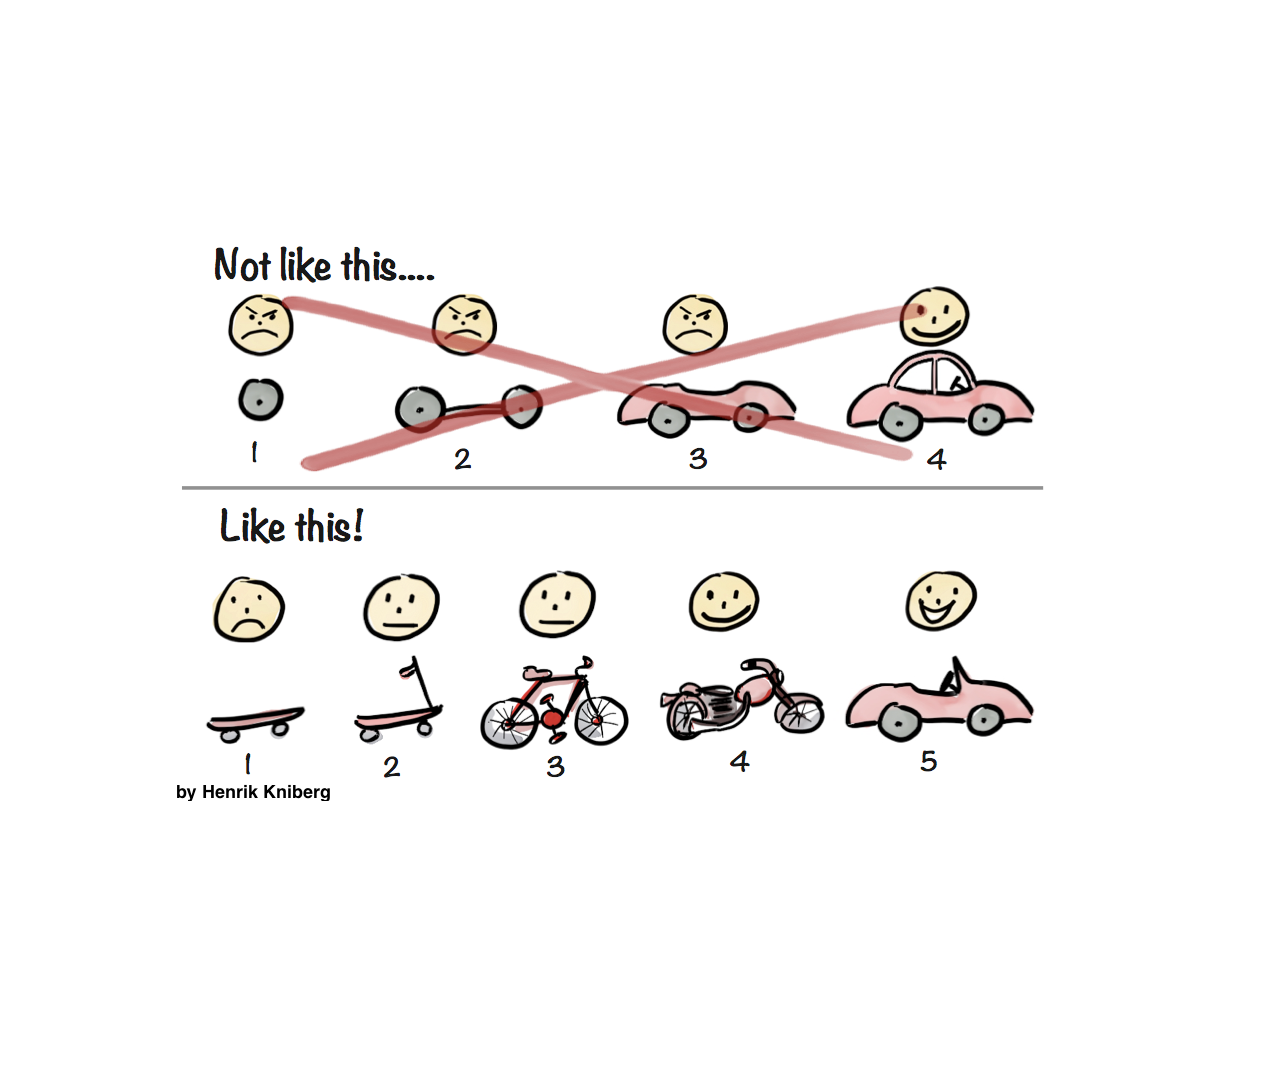 Not like this....
1 2 3 4
Like this!
1 2 3 4 5
by Henrik Kniberg